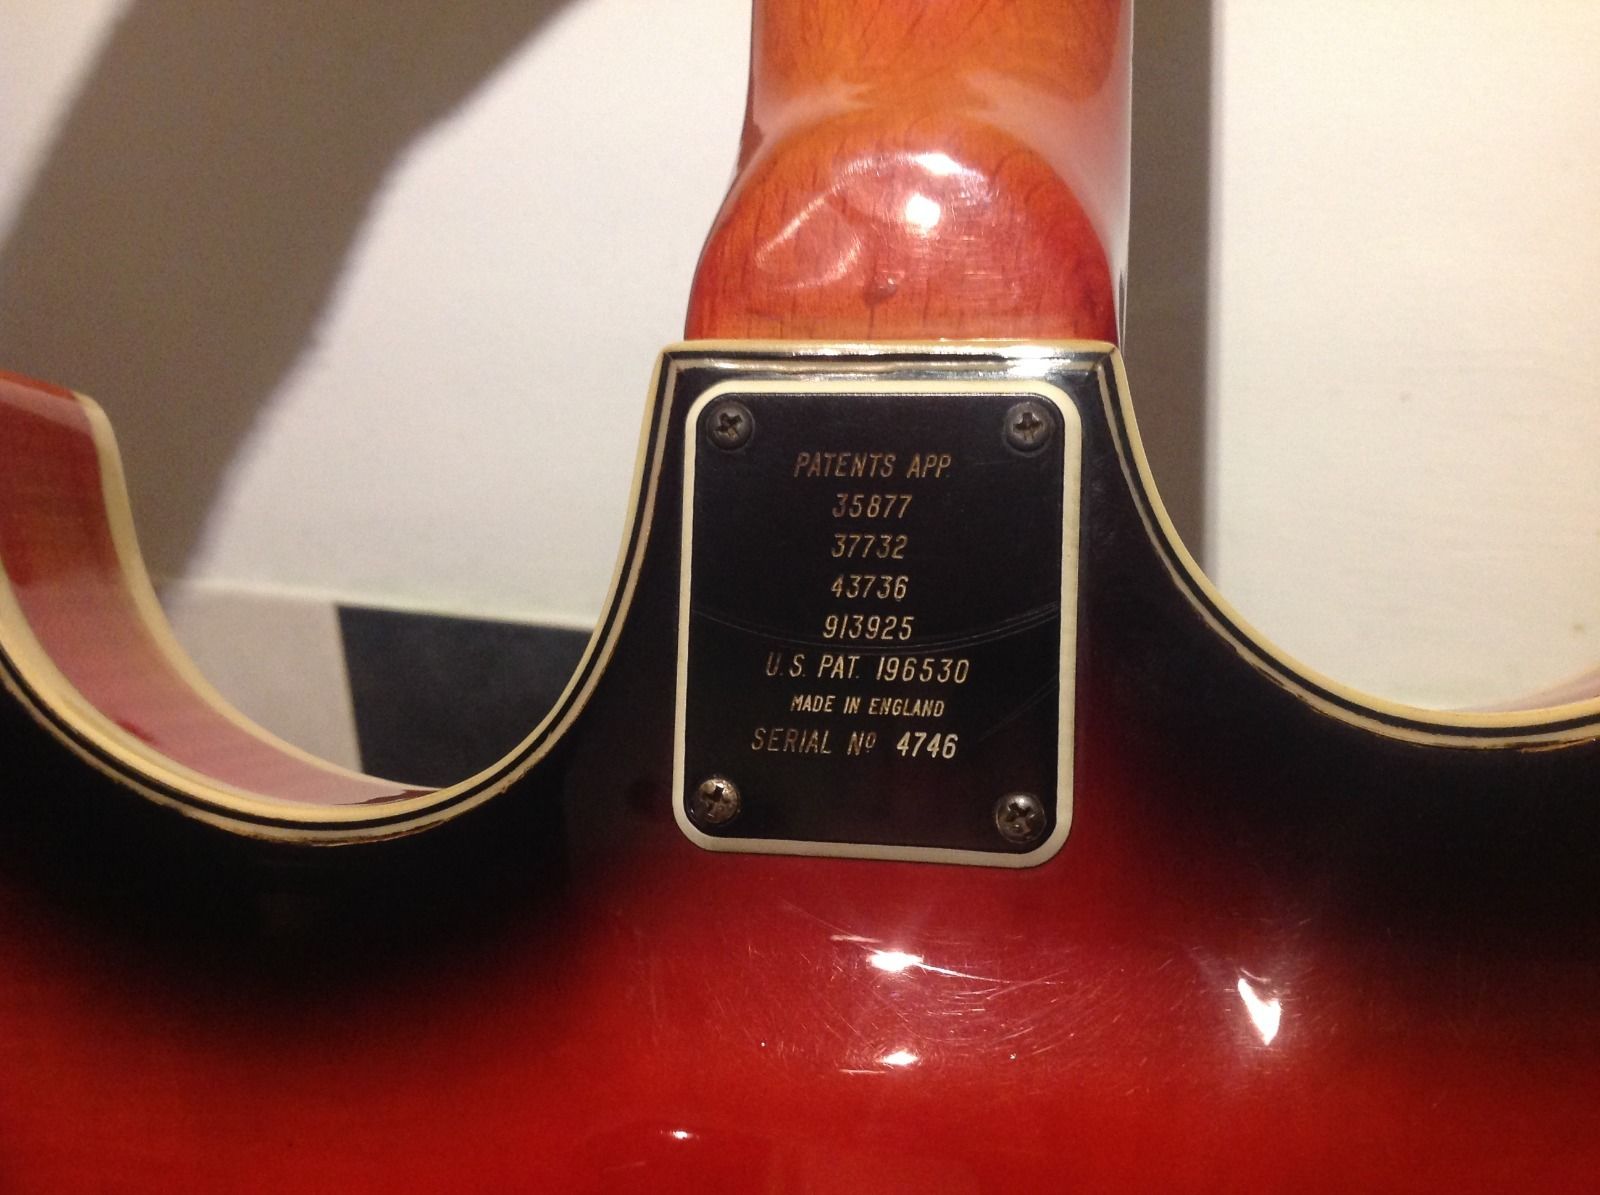 PATENTS APP.
35877
37732
43736
913925
U.S. PAT. 196530
MADE IN ENGLAND
SERIAL Nº 4746